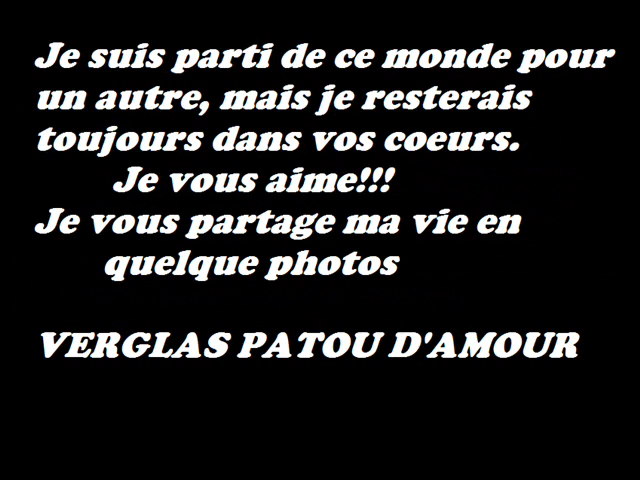 Je suis parti de ce monde pour
un autre, mais je resterais
toujours dans vos coeurs.
Je vous aime!!!
Je vous partage ma vie en
quelque photos
VERGLAS PATOU D'AMOUR